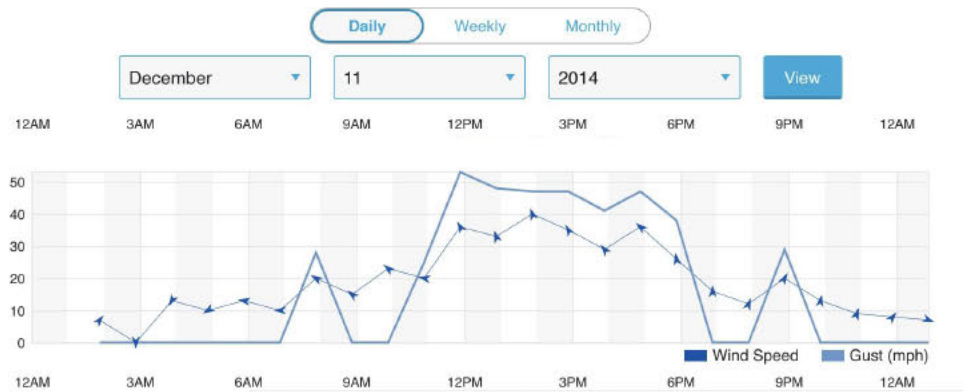 Daily Weekly Monthly
December 11 2014 View
12AM 3AM 6AM 9AM 12PM 3PM 6PM 9PM 12AM
50
40
30
20
10
0
Wind Speed Gust (mph)
12AM 3AM 6AM 9AM 12PM 3PM 6PM 9PM 12AM